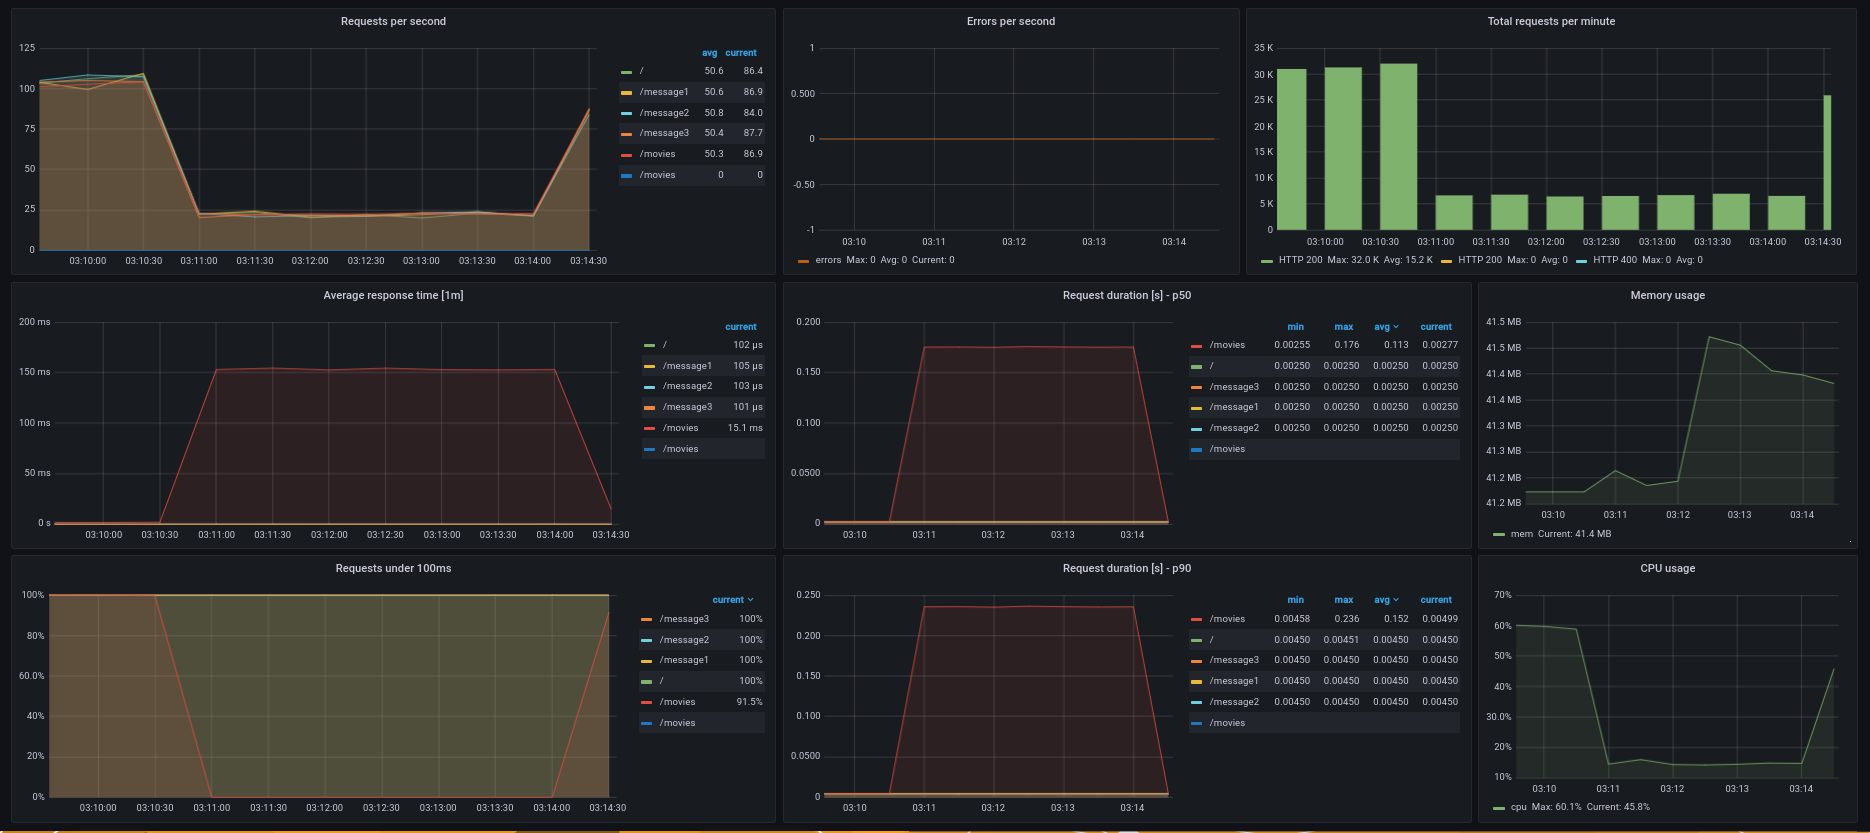 Requests per second
125
100
75
50
25
0
03:10:00 03:10:30 03:11:00 03:11:30 03:12:00 03:12:30 03:13:00 03:13:30 03:14:00 03:14:30
avg current
/ 50.6 86.4
/message1 50.6 86.9
/message2 50.8 84.0
/message3 50.4 87.7
/movies 50.3 86.9
/movies 0 0
Errors per second
1
0.500
0
-0.50
-1
03:10 03:11 03:12 03:13 03:14
errors Max: 0 Avg: 0 Current: 0
Total requests per minute
35 K
30 K
25 K
20 K
15 K
10 K
5 K
0
03:10:00 03:10:30 03:11:00 03:11:30 03:12:00 03:12:30 03:13:00 03:13:30 03:14:00 03:14:30
HTTP 200 Max: 32.0 K Avg: 15.2 K HTTP 200 Max: 0 Avg: 0 HTTP 400 Max: 0 Avg: 0
Average response time [1m]
200 ms
150 ms
100 ms
50 ms
0 s
03:10:00 03:10:30 03:11:00 03:11:30 03:12:00 03:12:30 03:13:00 03:13:30 03:14:00 03:14:30
current
/ 102 µs
/message1 105 µs
/message2 103 µs
/message3 101 µs
/movies 15.1 ms
/movies
Request duration [s] - p50
0.200
0.150
0.100
0.0500
0
03:10 03:11 03:12 03:13 03:14
min max avg current
/movies 0.00255 0.176 0.113 0.00277
/ 0.00250 0.00250 0.00250 0.00250
/message3 0.00250 0.00250 0.00250 0.00250
/message1 0.00250 0.00250 0.00250 0.00250
/message2 0.00250 0.00250 0.00250 0.00250
/movies
Memory usage
41.5 MB
41.5 MB
41.4 MB
41.4 MB
41.3 MB
41.3 MB
41.2 MB
41.2 MB
03:10 03:11 03:12 03:13 03:14
mem Current: 41.4 MB
Requests under 100ms
100%
80%
60.0%
40%
20%
0%
03:10:00 03:10:30 03:11:00 03:11:30 03:12:00 03:12:30 03:13:00 03:13:30 03:14:00 03:14:30
current
/message3 100%
/message2 100%
/message1 100%
/ 100%
/movies 91.5%
/movies
Request duration [s] - p90
0.250
0.200
0.150
0.100
0.0500
0
03:10 03:11 03:12 03:13 03:14
min max avg current
/movies 0.00458 0.236 0.152 0.00499
/ 0.00450 0.00451 0.00450 0.00450
/message3 0.00450 0.00450 0.00450 0.00450
/message1 0.00450 0.00450 0.00450 0.00450
/message2 0.00450 0.00450 0.00450 0.00450
/movies
CPU usage
70%
60%
50%
40%
30.0%
20%
10%
03:10 03:11 03:12 03:13 03:14
cpu Max: 60.1% Current: 45.8%